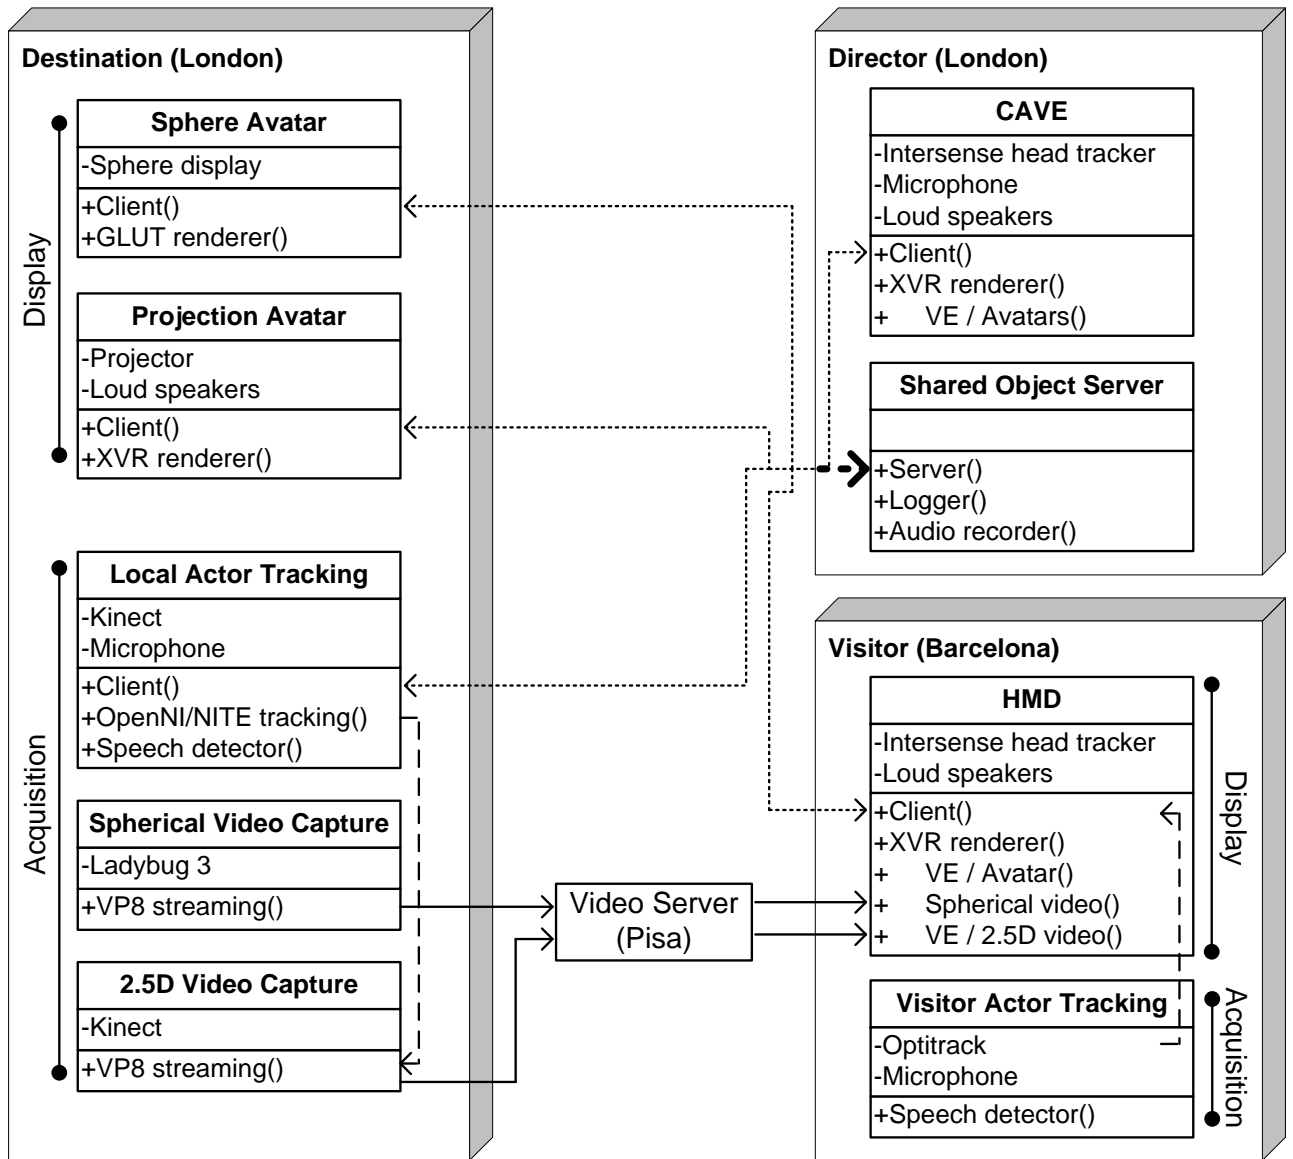 Destination (London)
Display
Sphere Avatar
-Sphere display
+Client()
+GLUT renderer()
Projection Avatar
-Projector
-Loud speakers
+Client()
+XVR renderer()
Acquisition
Local Actor Tracking
-Kinect
-Microphone
+Client()
+OpenNI/NITE tracking()
+Speech detector()
Spherical Video Capture
-Ladybug 3
+VP8 streaming()
2.5D Video Capture
-Kinect
+VP8 streaming()
Video Server
(Pisa)
Director (London)
CAVE
-Intersense head tracker
-Microphone
-Loud speakers
+Client()
+XVR renderer()
+ VE / Avatars()
Shared Object Server
+Server()
+Logger()
+Audio recorder()
Visitor (Barcelona)
HMD
-Intersense head tracker
-Loud speakers
+Client()
+XVR renderer()
+ VE / Avatar()
+ Spherical video()
+ VE / 2.5D video()
Display
Visitor Actor Tracking
-Optitrack
-Microphone
+Speech detector()
Acquisition